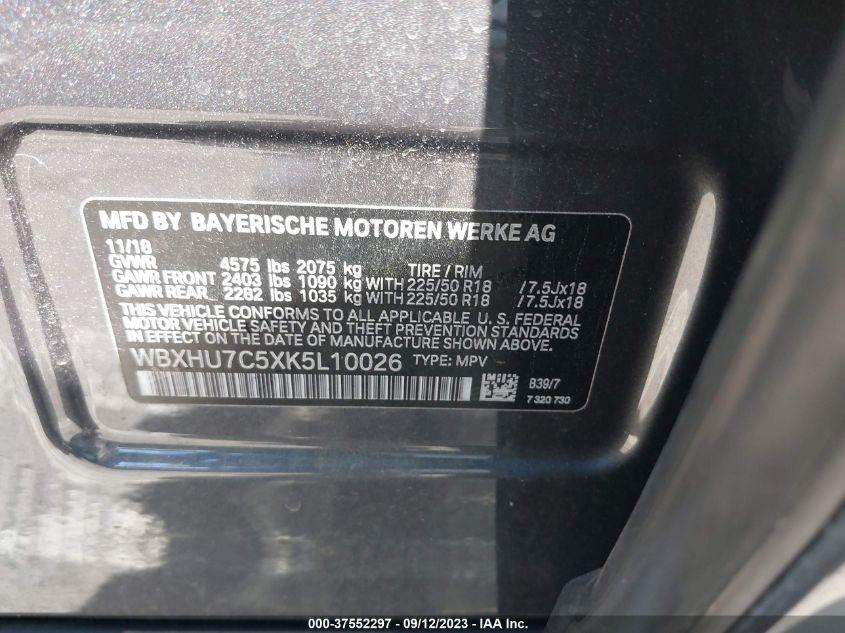 MFD BY BAYERISCHE MOTOREN WERKE AG
11/18
GVWR 4575 lbs 2075 kg TIRE / RIM
GAWR FRONT 2403 lbs 1090 kg WITH 225/50 R18 / 7.5Jx18
GAWR REAR 2282 lbs 1035 kg WITH 225/50 R18 / 7.5Jx18
THIS VEHICLE CONFORMS TO ALL APPLICABLE U.S. FEDERAL
MOTOR VEHICLE SAFETY AND THEFT PREVENTION STANDARDS
IN EFFECT ON THE DATE OF MANUFACTURE SHOWN ABOVE.
WBXHU7C5XK5L10026 TYPE: MPV
B39/7
7 320 730
000-37552297 - 09/12/2023 - IAA Inc.